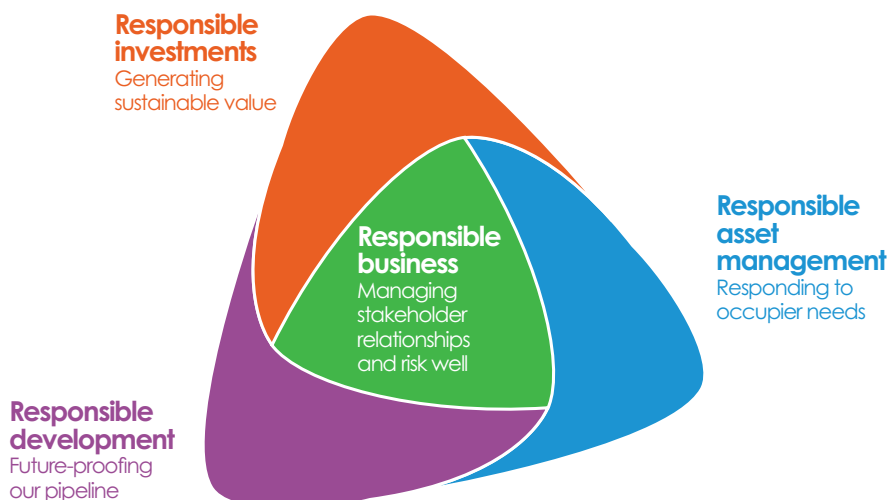 Responsible
investments
Generating
sustainable value
Responsible
business
Managing
stakeholder
relationships
and risk well
Responsible
asset
management
Responding to
occupier needs
Responsible
development
Future-proofing
our pipeline